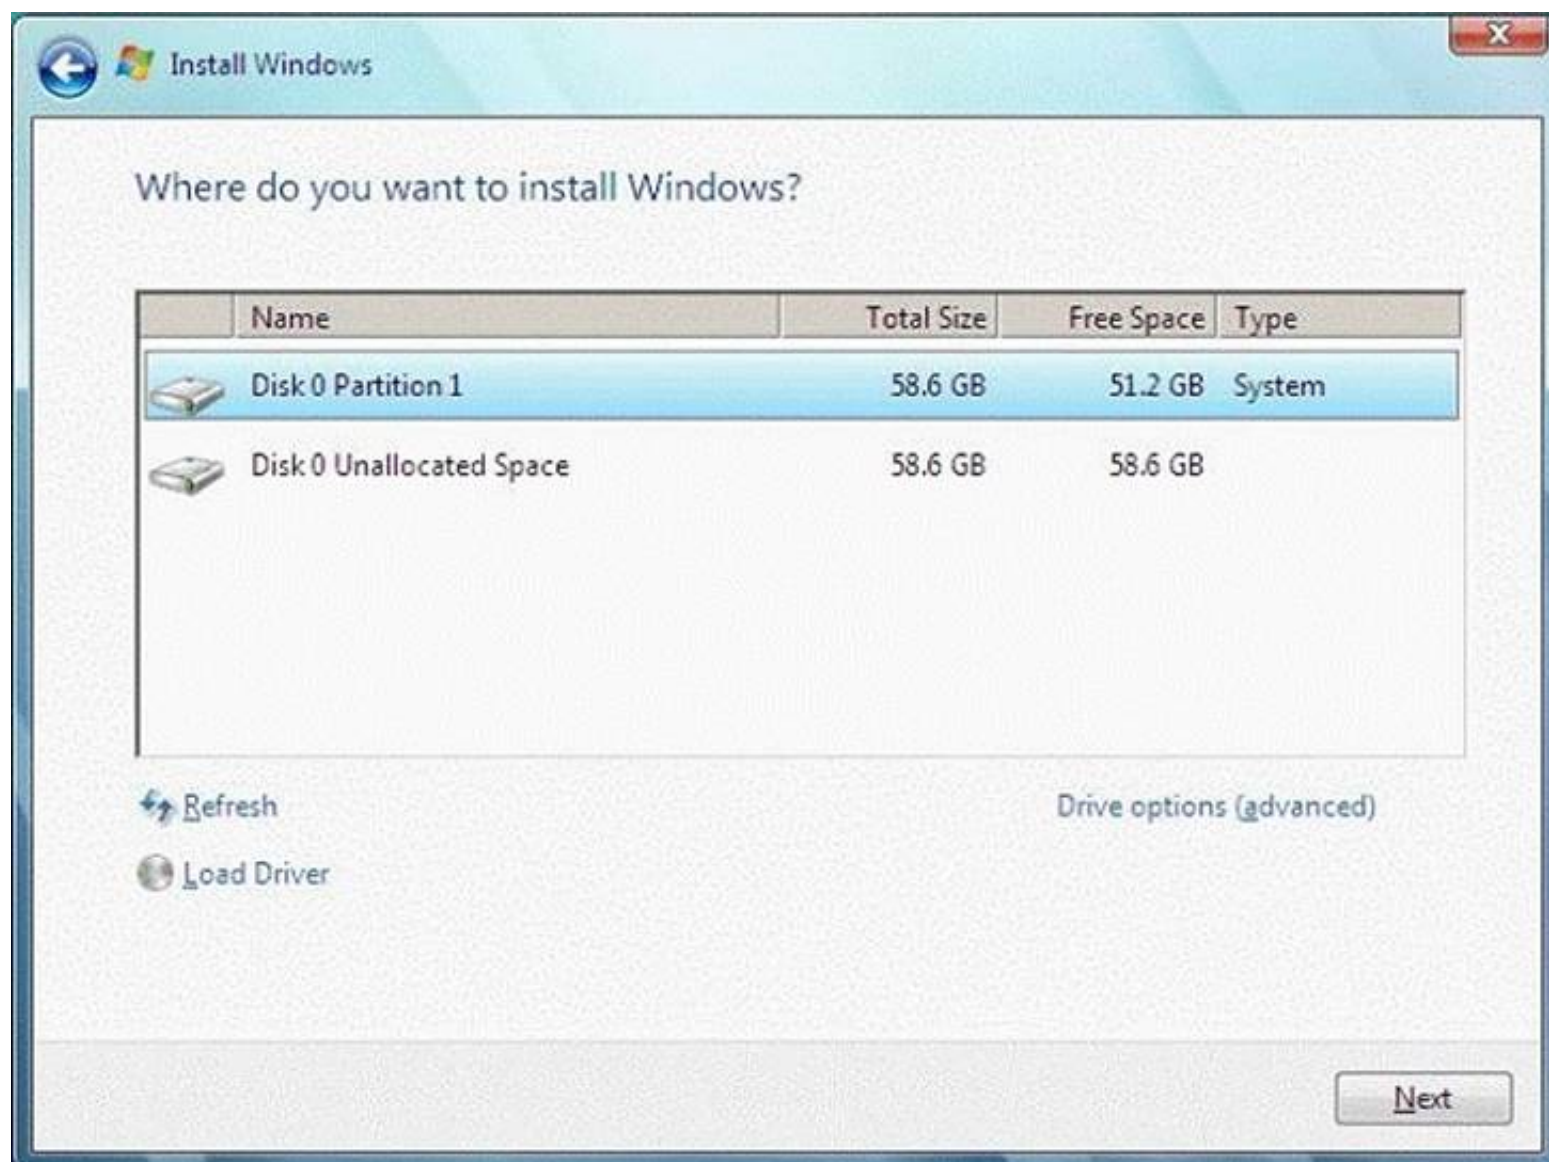 Install Windows
Where do you want to install Windows?
Name Total Size Free Space Type
Disk 0 Partition 1 58.6 GB 51.2 GB System
Disk 0 Unallocated Space 58.6 GB 58.6 GB
Refresh Drive options (advanced)
Load Driver
Next